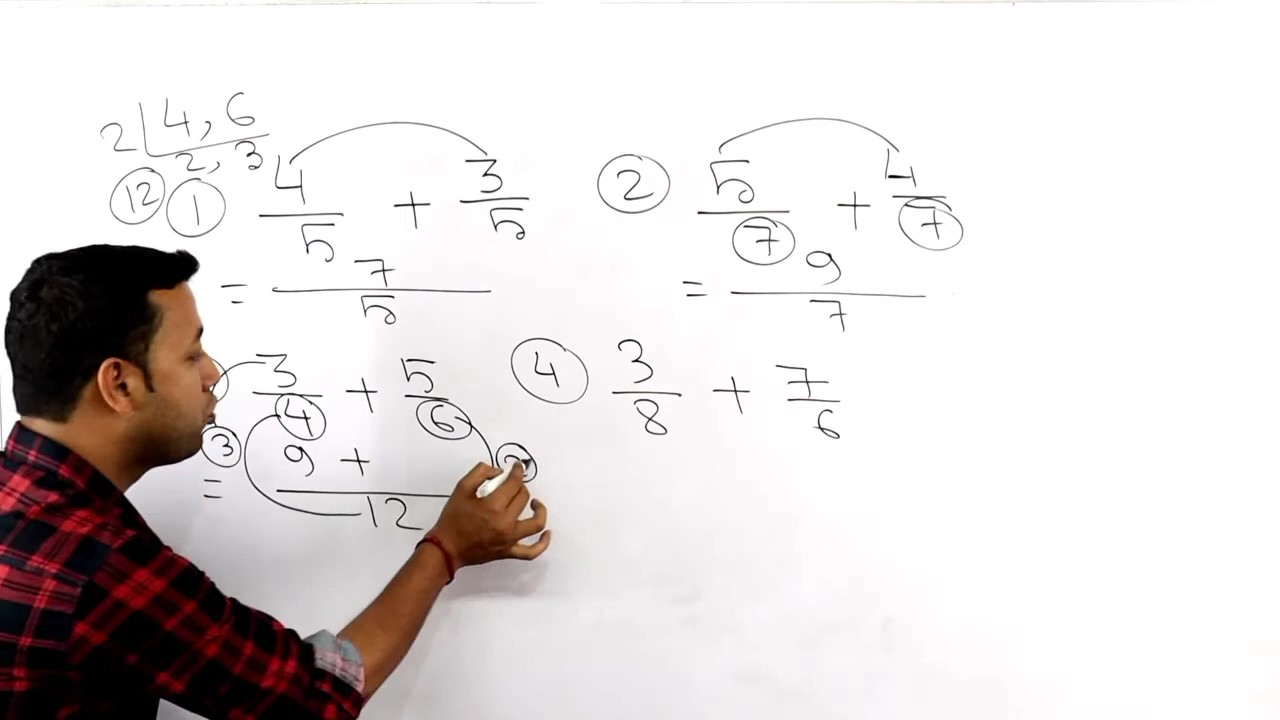 2 | 4, 6
2, 3
12
1 4/5 + 3/5
= 7/5
2 5/7 + 4/7
= 9/7
3/4 + 5/6
3
= 9 + /12
2
4 3/8 + 7/6